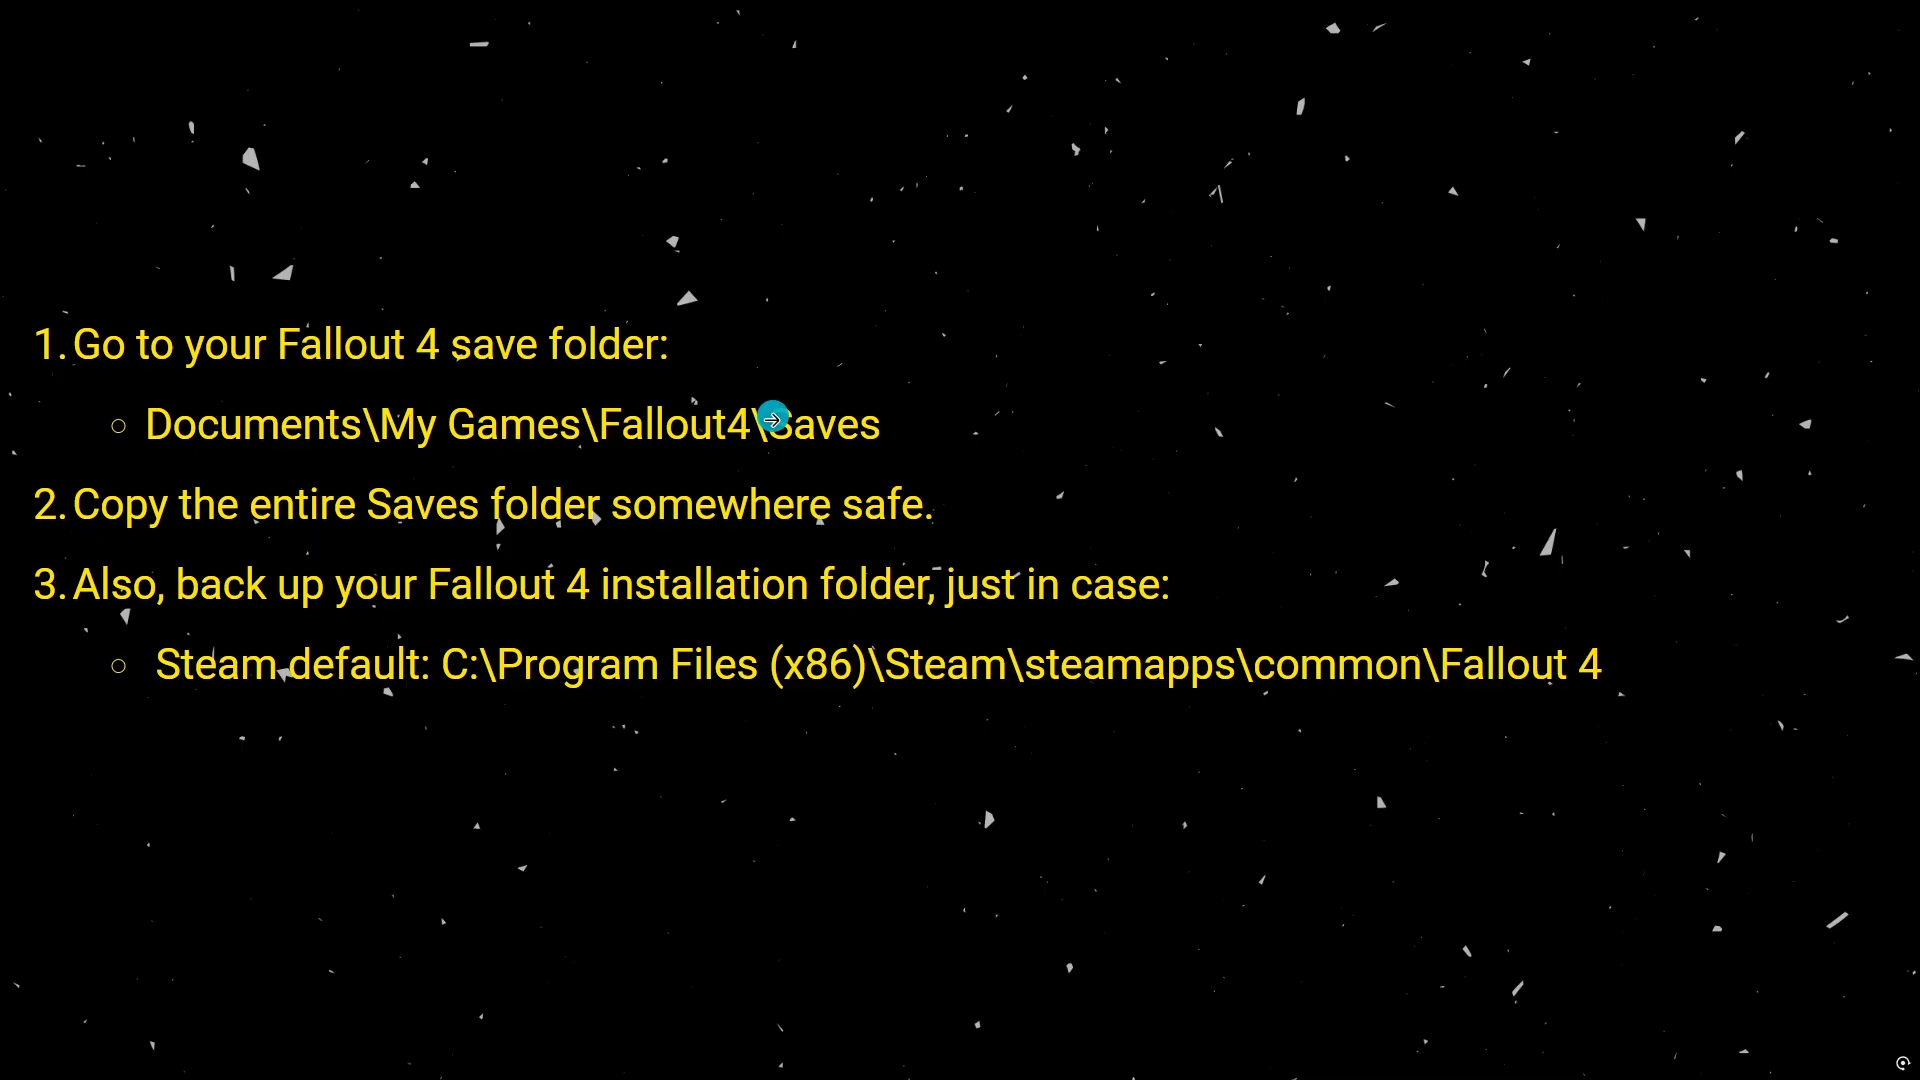 1. Go to your Fallout 4 save folder:
○ Documents\My Games\Fallout4\Saves
2. Copy the entire Saves folder somewhere safe.
3. Also, back up your Fallout 4 installation folder, just in case:
○ Steam default: C:\Program Files (x86)\Steam\steamapps\common\Fallout 4